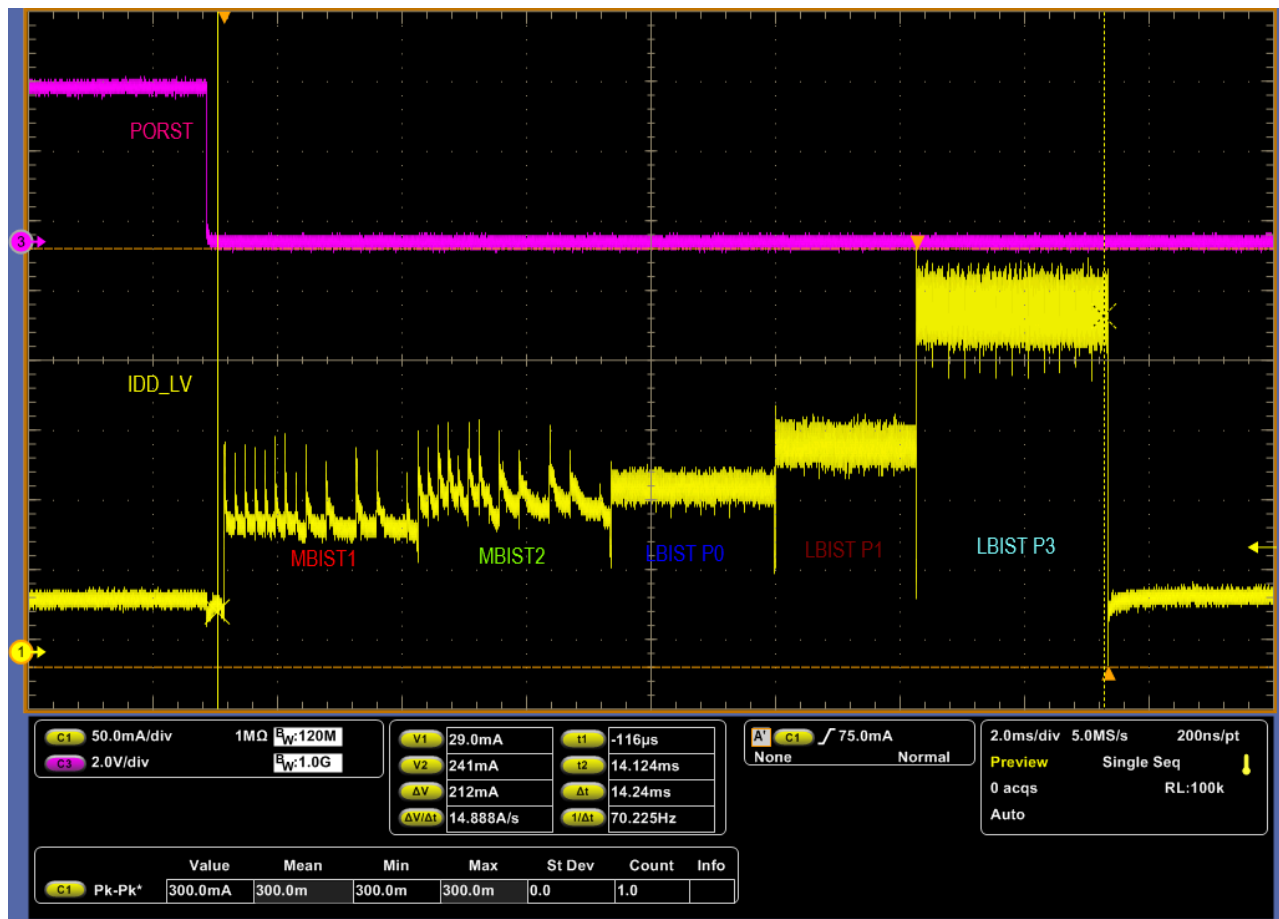 PORST
3
IDD_LV
MBIST1 MBIST2 LBIST P0 LBIST P1 LBIST P3
1
C1 50.0mA/div 1MΩ BW:120M
C3 2.0V/div BW:1.0G
V1 29.0mA t1 -116µs
V2 241mA t2 14.124ms
ΔV 212mA Δt 14.24ms
ΔV/Δt 14.888A/s 1/Δt 70.225Hz
A' C1 75.0mA
None Normal
2.0ms/div 5.0MS/s 200ns/pt
Preview Single Seq
0 acqs RL:100k
Auto
Value Mean Min Max St Dev Count Info
C1 Pk-Pk* 300.0mA 300.0m 300.0m 300.0m 0.0 1.0